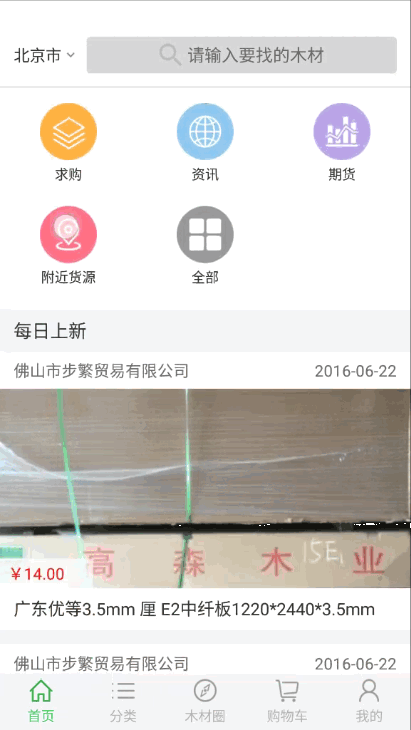 北京市
请输入要找的木材
求购 资讯 期货
附近货源 全部
每日上新
佛山市步繁贸易有限公司 2016-06-22
高森木业
15E1
￥14.00
广东优等3.5mm 厘 E2中纤板1220*2440*3.5mm
佛山市步繁贸易有限公司 2016-06-22
首页 分类 木材圈 购物车 我的